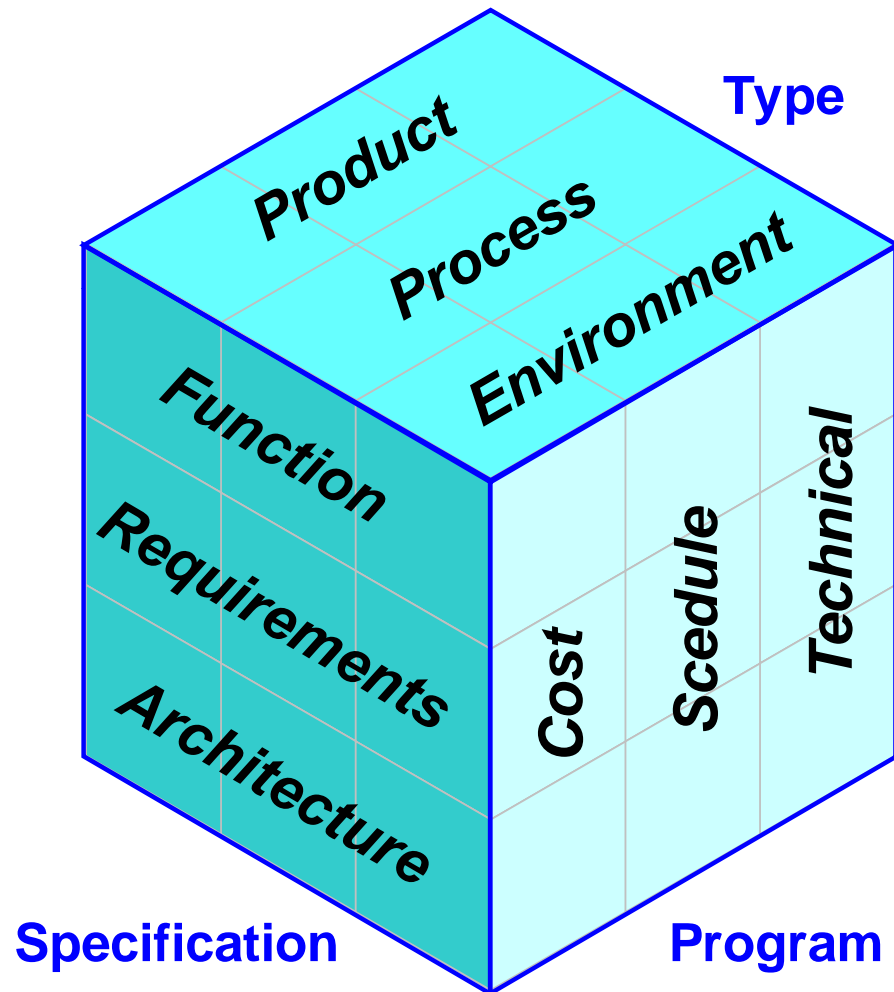 Type
Product
Process
Environment
Function
Requirements
Architecture
Cost
Scedule
Technical
Specification
Program